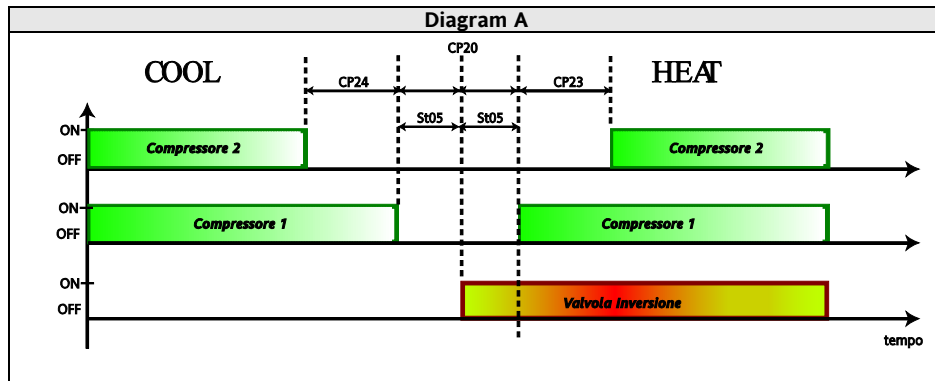 Diagram A
CP20
COOL
HEAT
CP24
CP23
St05
St05
ON
OFF
Compressore 2
Compressore 2
ON
OFF
Compressore 1
Compressore 1
ON
OFF
Valvola Inversione
tempo